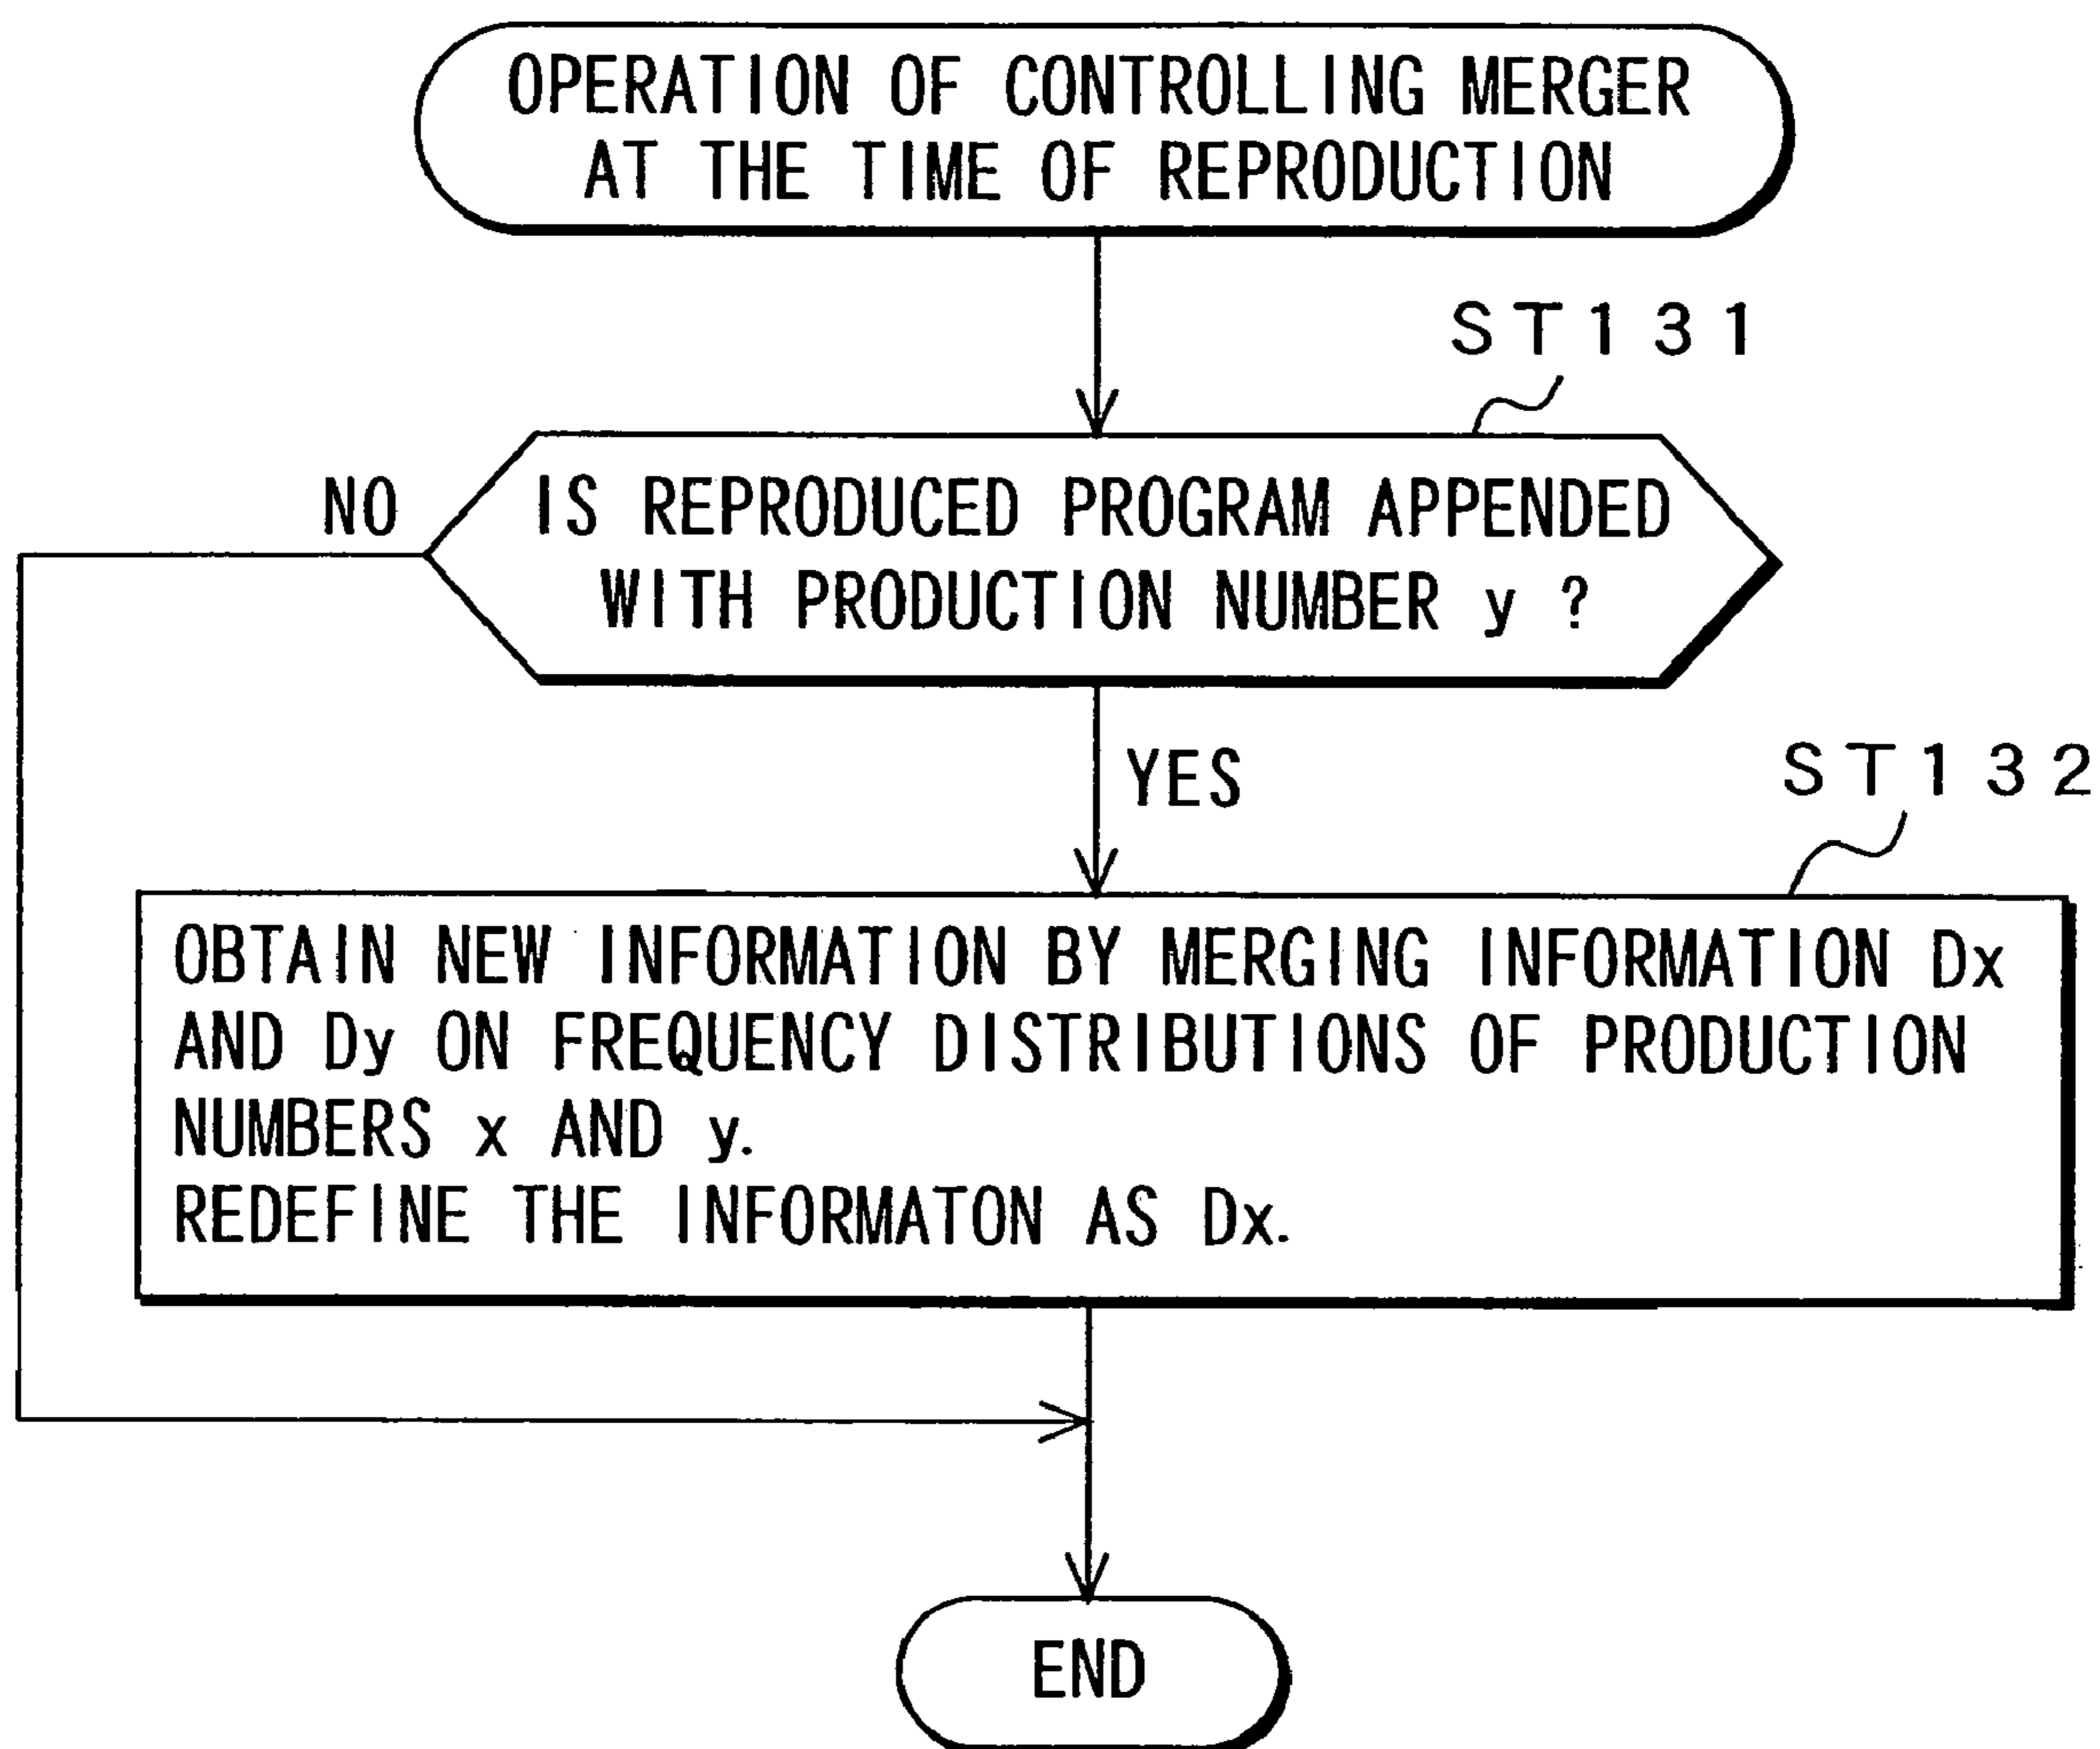 OPERATION OF CONTROLLING MERGER
AT THE TIME OF REPRODUCTION
ST131
NO
IS REPRODUCED PROGRAM APPENDED
WITH PRODUCTION NUMBER y ?
YES
ST132
OBTAIN NEW INFORMATION BY MERGING INFORMATION Dx
AND Dy ON FREQUENCY DISTRIBUTIONS OF PRODUCTION
NUMBERS x AND y.
REDEFINE THE INFORMATON AS Dx.
END